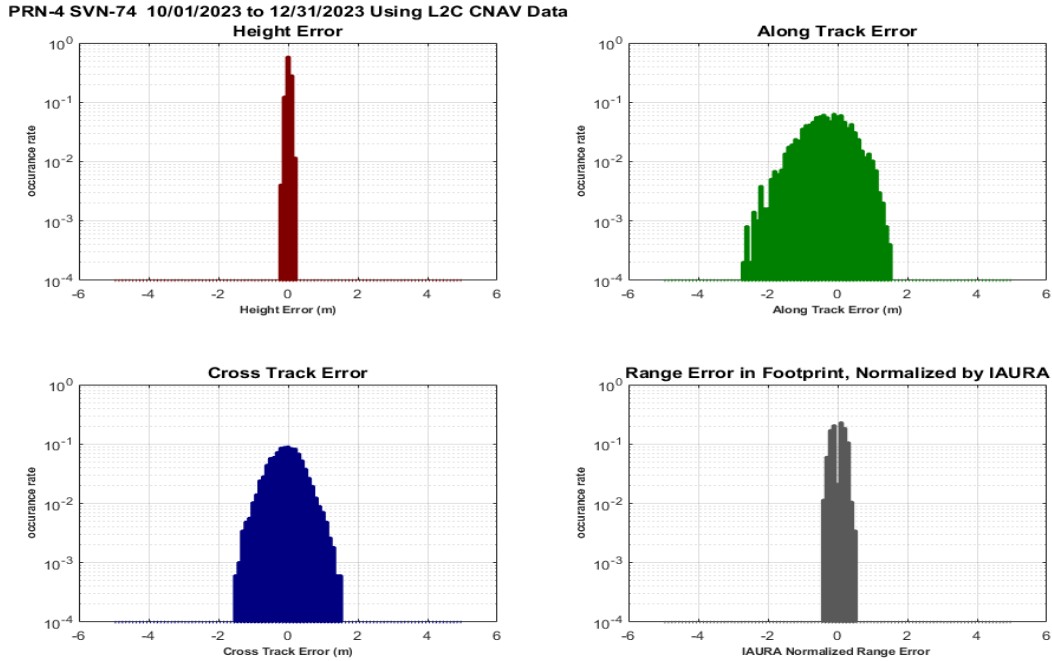 PRN-4 SVN-74  10/01/2023 to 12/31/2023 Using L2C CNAV Data
Height Error
10^0
10^-1
10^-2
10^-3
10^-4
occurance rate
-6 -4 -2 0 2 4 6
Height Error (m)
Along Track Error
10^0
10^-1
10^-2
10^-3
10^-4
occurance rate
-6 -4 -2 0 2 4 6
Along Track Error (m)
Cross Track Error
10^0
10^-1
10^-2
10^-3
10^-4
occurance rate
-6 -4 -2 0 2 4 6
Cross Track Error (m)
Range Error in Footprint, Normalized by IAURA
10^0
10^-1
10^-2
10^-3
10^-4
occurance rate
-6 -4 -2 0 2 4 6
IAURA Normalized Range Error